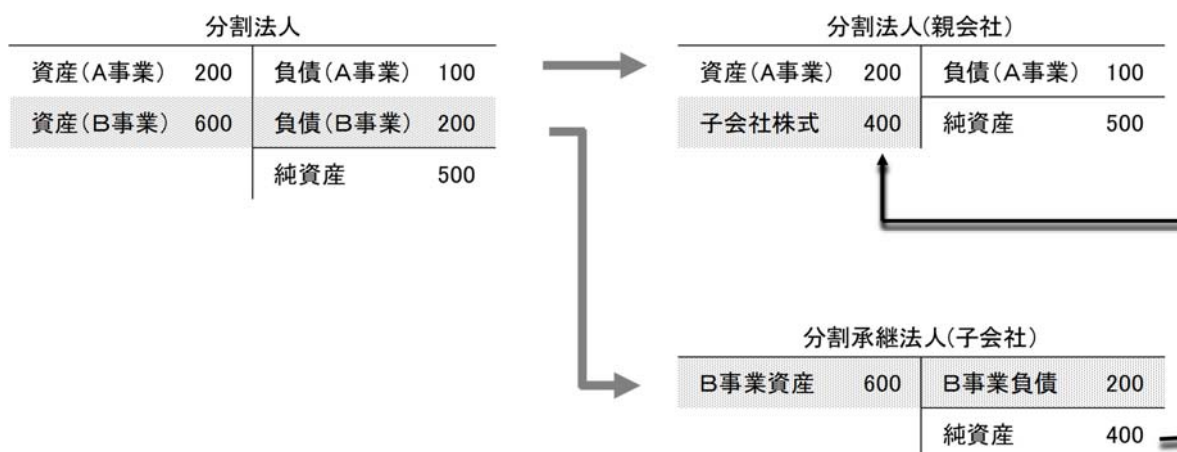 分割法人
資産(A事業) 200 負債(A事業) 100
資産(B事業) 600 負債(B事業) 200
純資産 500
分割法人(親会社)
資産(A事業) 200 負債(A事業) 100
子会社株式 400 純資産 500
分割承継法人(子会社)
B事業資産 600 B事業負債 200
純資産 400